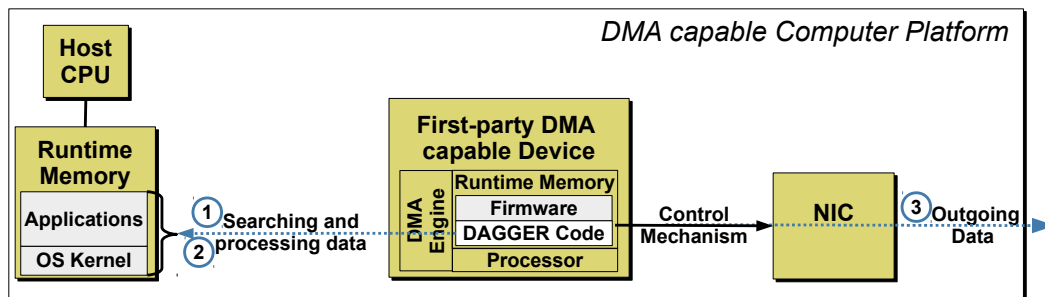 DMA capable Computer Platform
Host
CPU
Runtime
Memory
Applications
OS Kernel
1
2
Searching and
processing data
First-party DMA
capable Device
DMA
Engine
Runtime Memory
Firmware
DAGGER Code
Processor
Control
Mechanism
NIC
3
Outgoing
Data